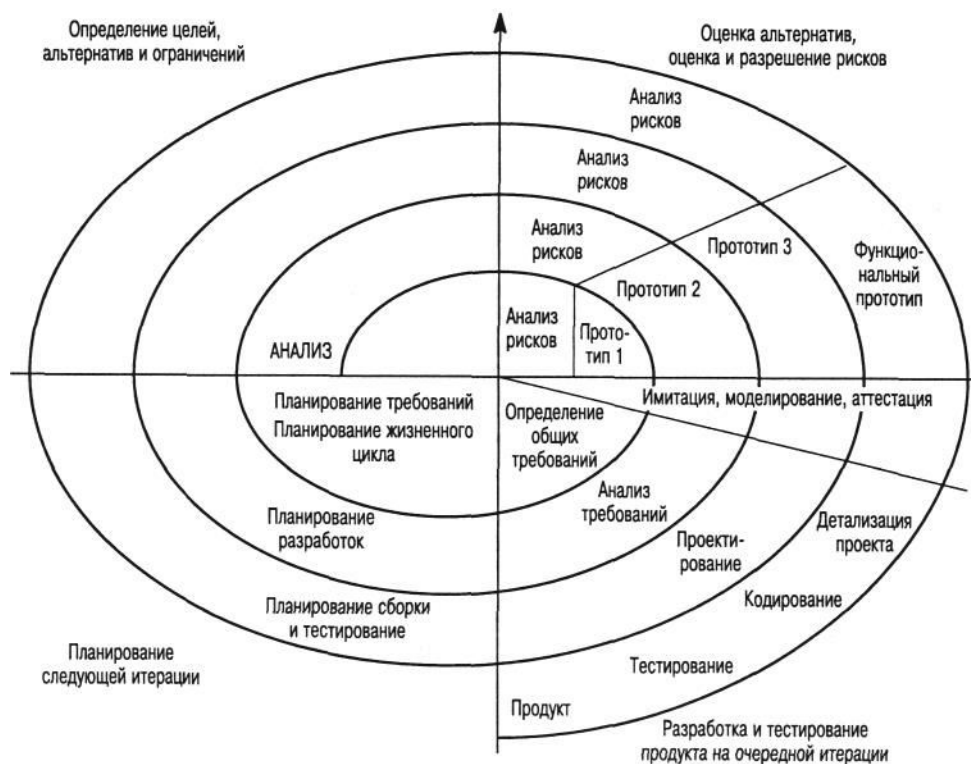 Определение целей,
альтернатив и ограничений
Оценка альтернатив,
оценка и разрешение рисков
Анализ
рисков
Анализ
рисков
Анализ
рисков
Анализ
рисков
Прото-
тип 1
Прототип 2
Прототип 3
Функцио-
нальный
прототип
АНАЛИЗ
Имитация, моделирование, аттестация
Планирование требований
Планирование жизненного
цикла
Определение
общих
требований
Планирование
разработок
Анализ
требований
Планирование сборки
и тестирование
Проекти-
рование
Детализация
проекта
Кодирование
Тестирование
Продукт
Планирование
следующей итерации
Разработка и тестирование
продукта на очередной итерации